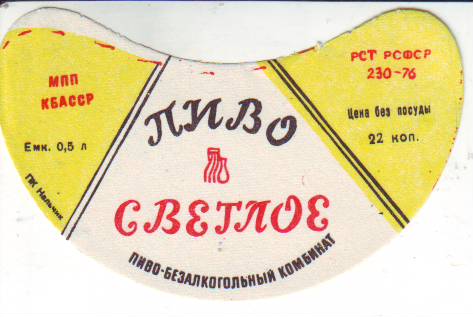 МПП
КБАССР
Емк. 0,5 л
ПК Нальчик
ПИВО
СВЕТЛОЕ
ПИВО-БЕЗАЛКОГОЛЬНЫЙ КОМБИНАТ
РСТ РСФСР
230-76
Цена без посуды
22 коп.